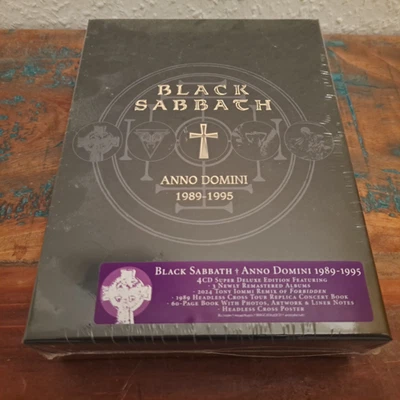 BLACK
SABBATH
ANNO DOMINI
1989-1995
BLACK SABBATH † ANNO DOMINI 1989-1995
4CD SUPER DELUXE EDITION FEATURING
- 3 NEWLY REMASTERED ALBUMS
- 2024 TONY IOMMI REMIX OF FORBIDDEN
- 1989 HEADLESS CROSS TOUR REPLICA CONCERT BOOK
- 60-PAGE BOOK WITH PHOTOS, ARTWORK & LINER NOTES
- HEADLESS CROSS POSTER